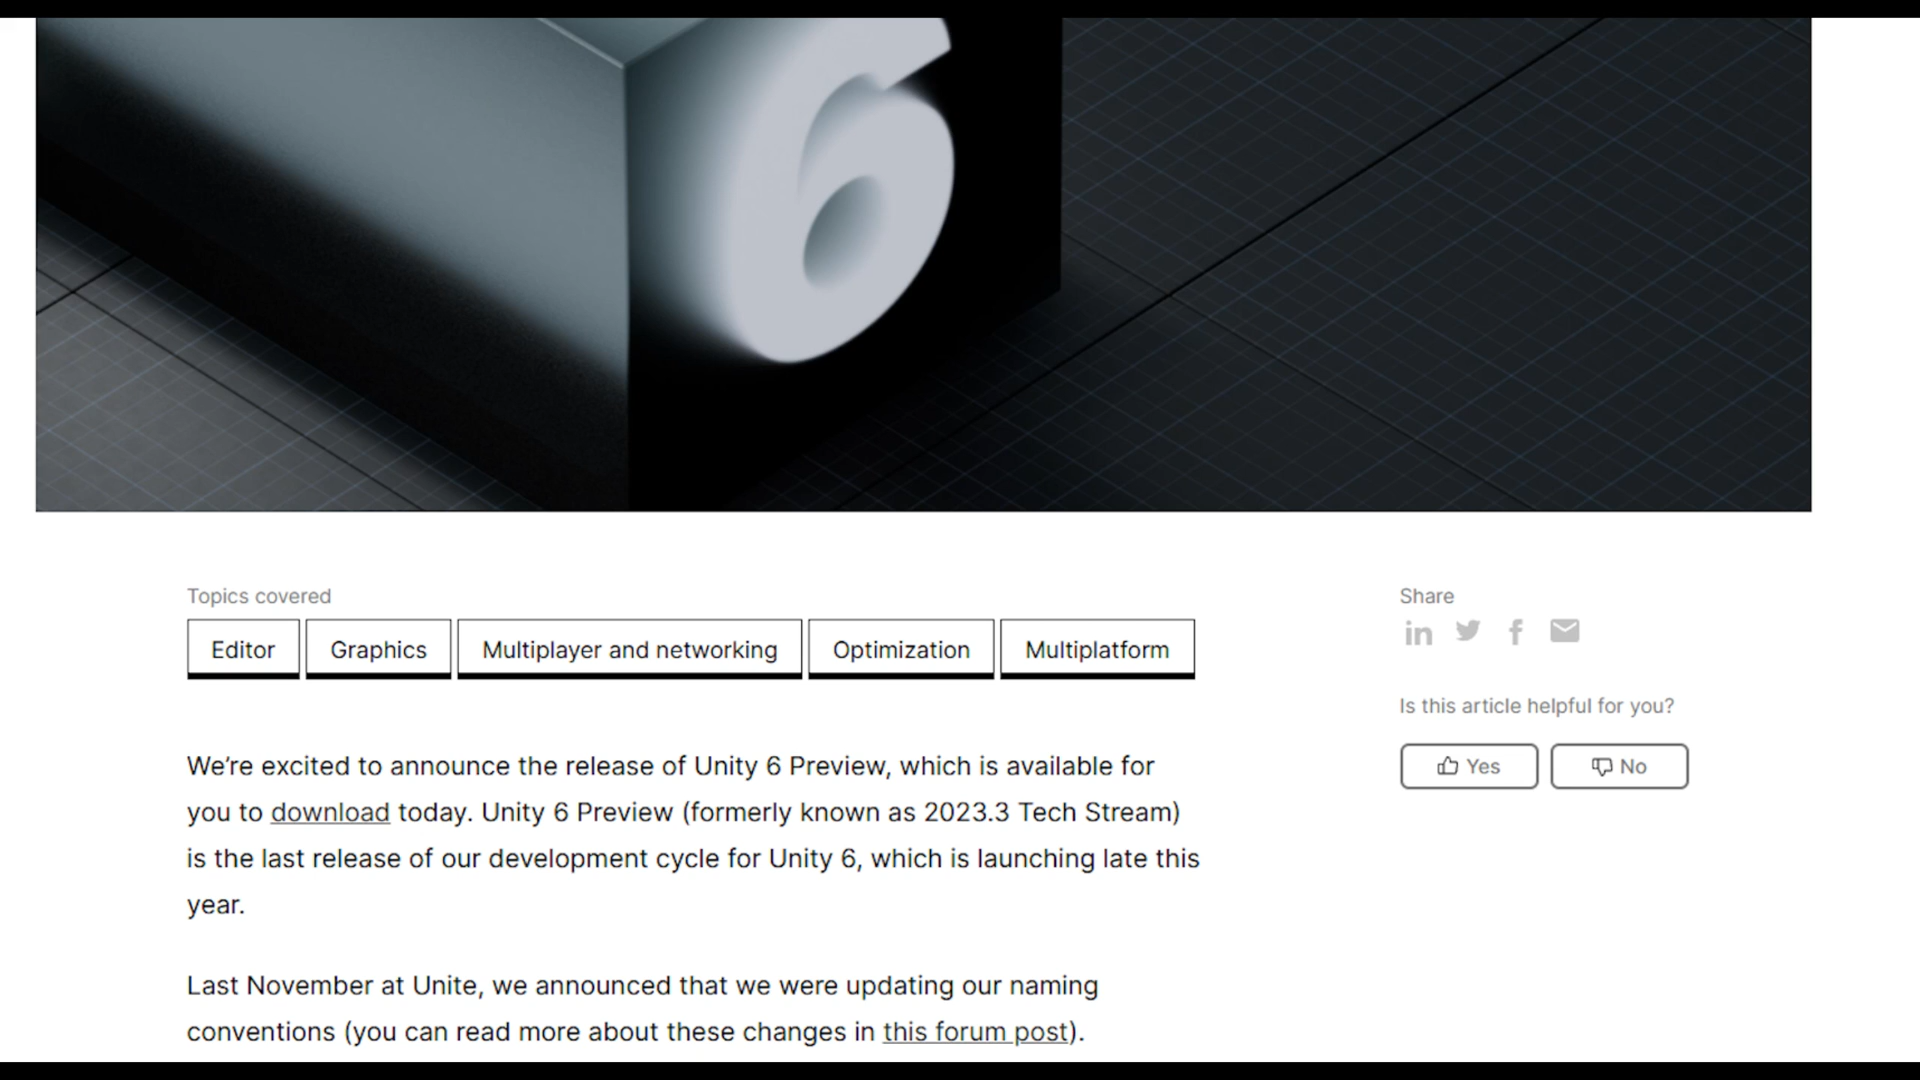 6
Topics covered
Editor Graphics Multiplayer and networking Optimization Multiplatform
We’re excited to announce the release of Unity 6 Preview, which is available for
you to download today. Unity 6 Preview (formerly known as 2023.3 Tech Stream)
is the last release of our development cycle for Unity 6, which is launching late this
year.
Last November at Unite, we announced that we were updating our naming
conventions (you can read more about these changes in this forum post).
Share
in f
Is this article helpful for you?
Yes No